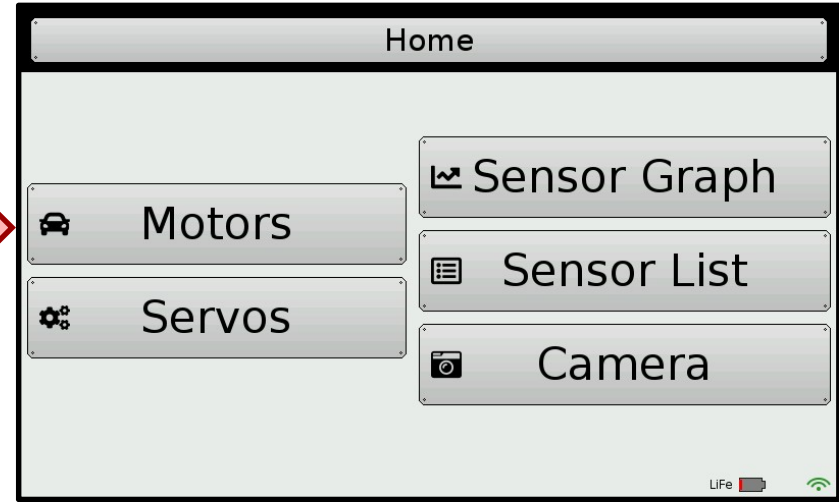 Home
Motors
Servos
Sensor Graph
Sensor List
Camera
LiFe